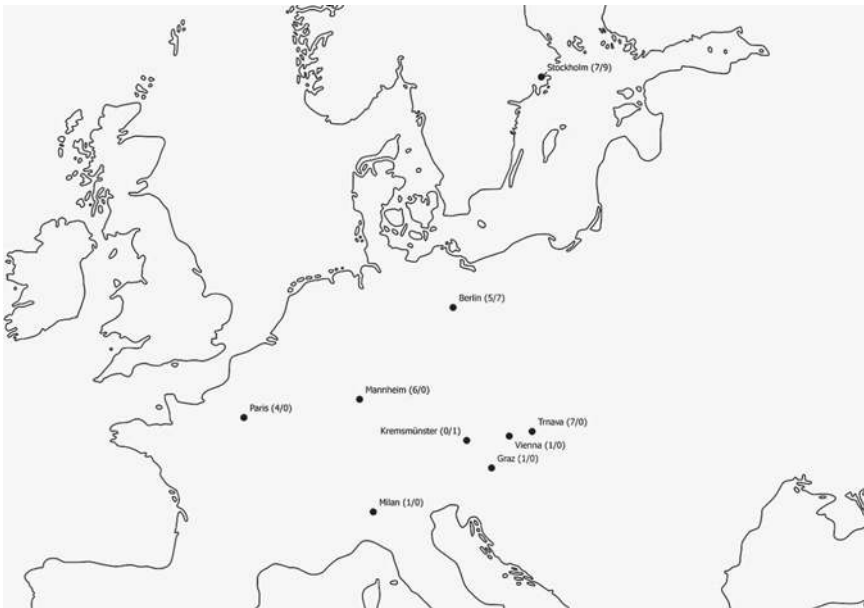 Stockholm (7/9)
Berlin (5/7)
Mannheim (6/0)
Paris (4/0)
Trnava (7/0)
Kremsmünster (0/1)
Vienna (1/0)
Graz (1/0)
Milan (1/0)